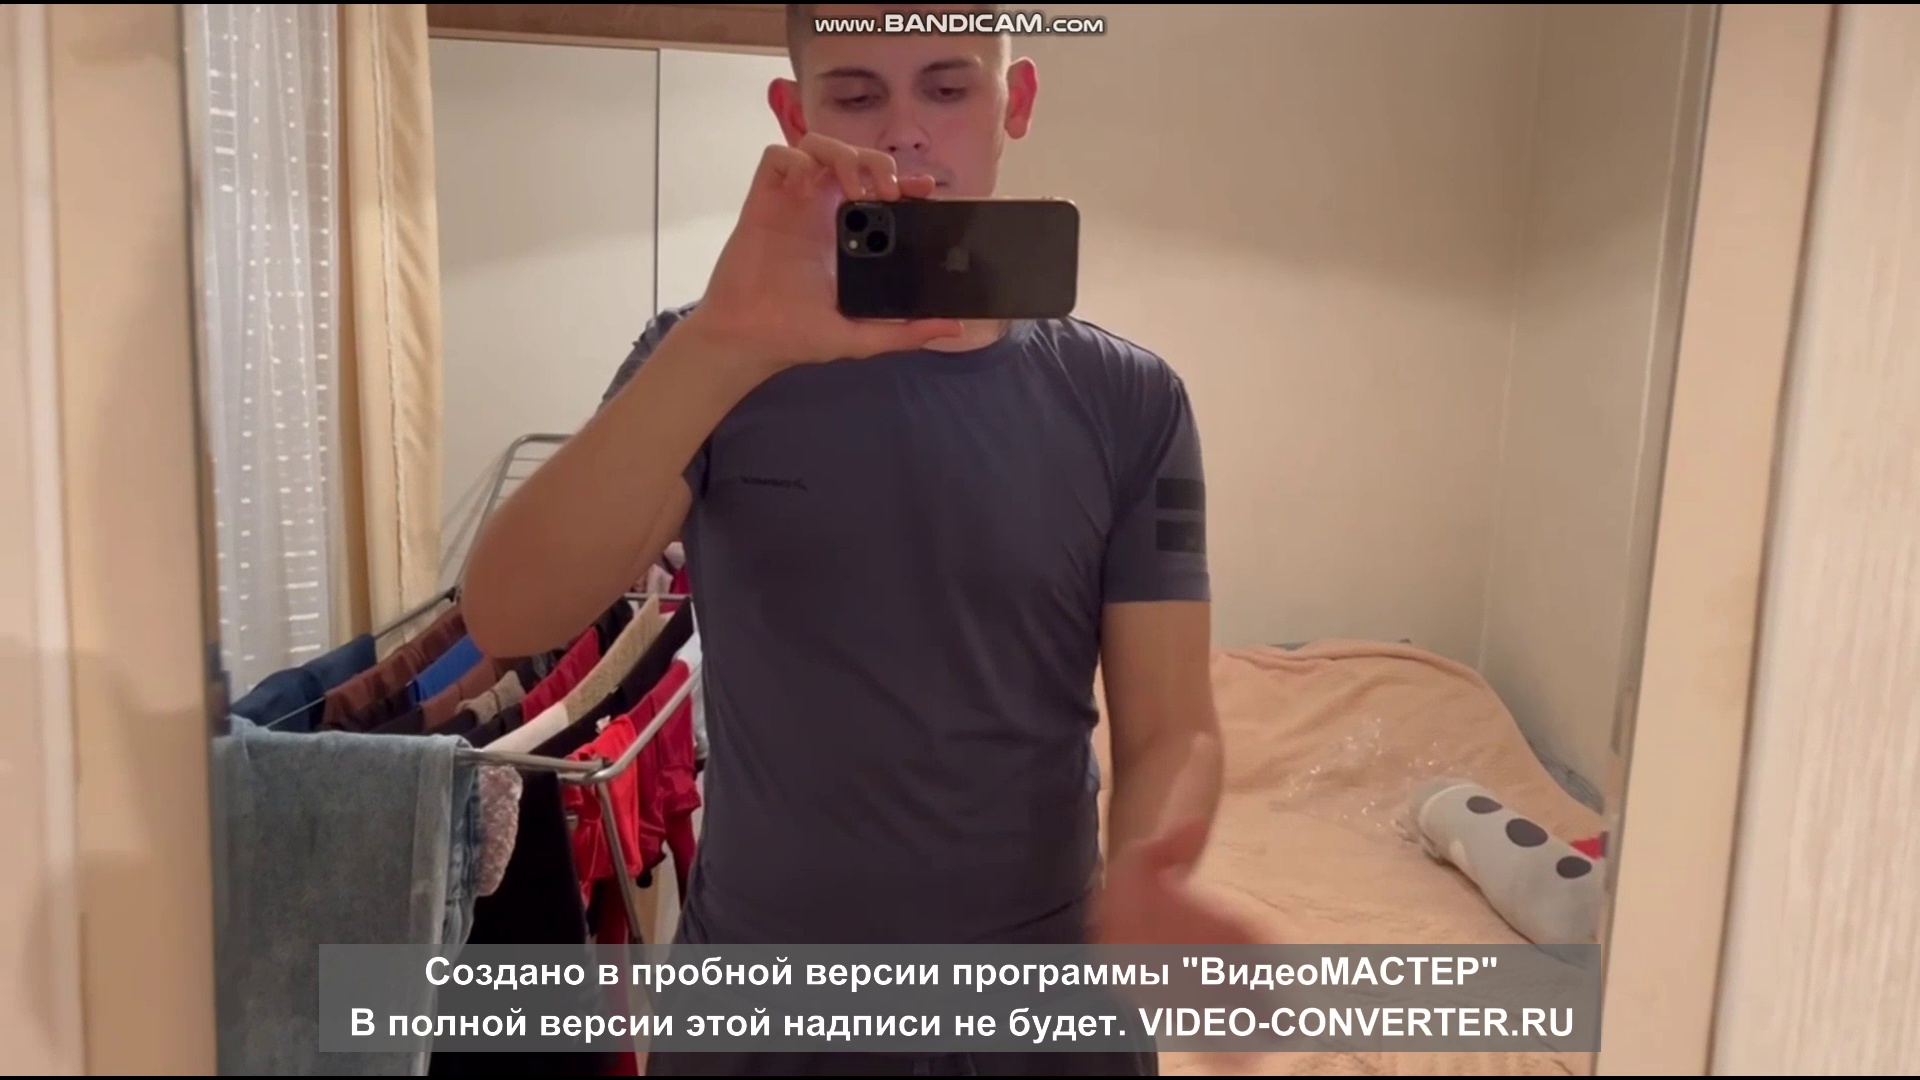 www.BANDICAM.com
Создано в пробной версии программы "ВидеоМАСТЕР"
В полной версии этой надписи не будет. VIDEO-CONVERTER.RU